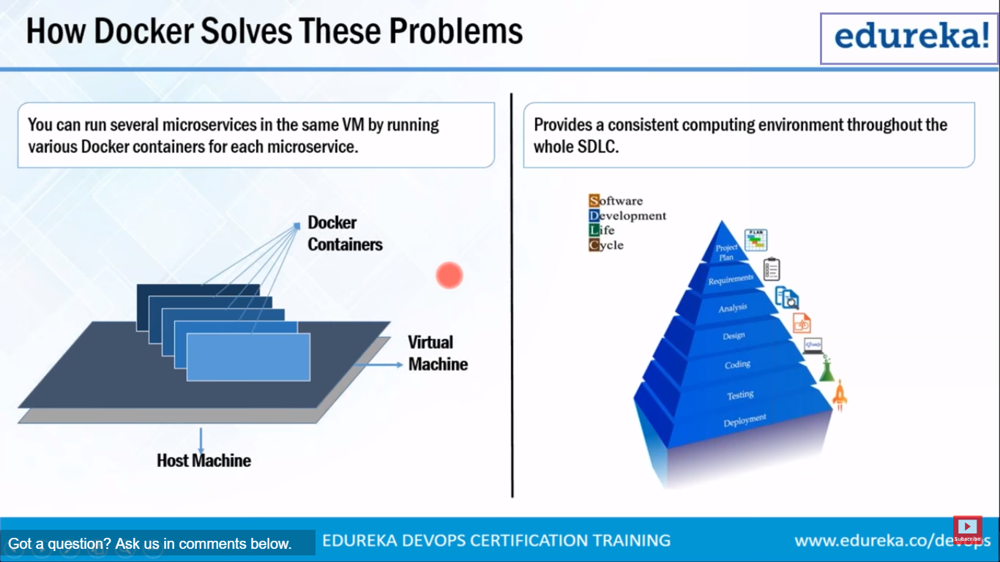 How Docker Solves These Problems
edureka!
You can run several microservices in the same VM by running
various Docker containers for each microservice.
Docker
Containers
Virtual
Machine
Host Machine
Provides a consistent computing environment throughout the
whole SDLC.
Software
Development
Life
Cycle
PLAN
Project
Plan
Requirements
Analysis
Design
Coding
Testing
Deployment
Got a question? Ask us in comments below.
EDUREKA DEVOPS CERTIFICATION TRAINING
www.edureka.co/devops
Subscribe